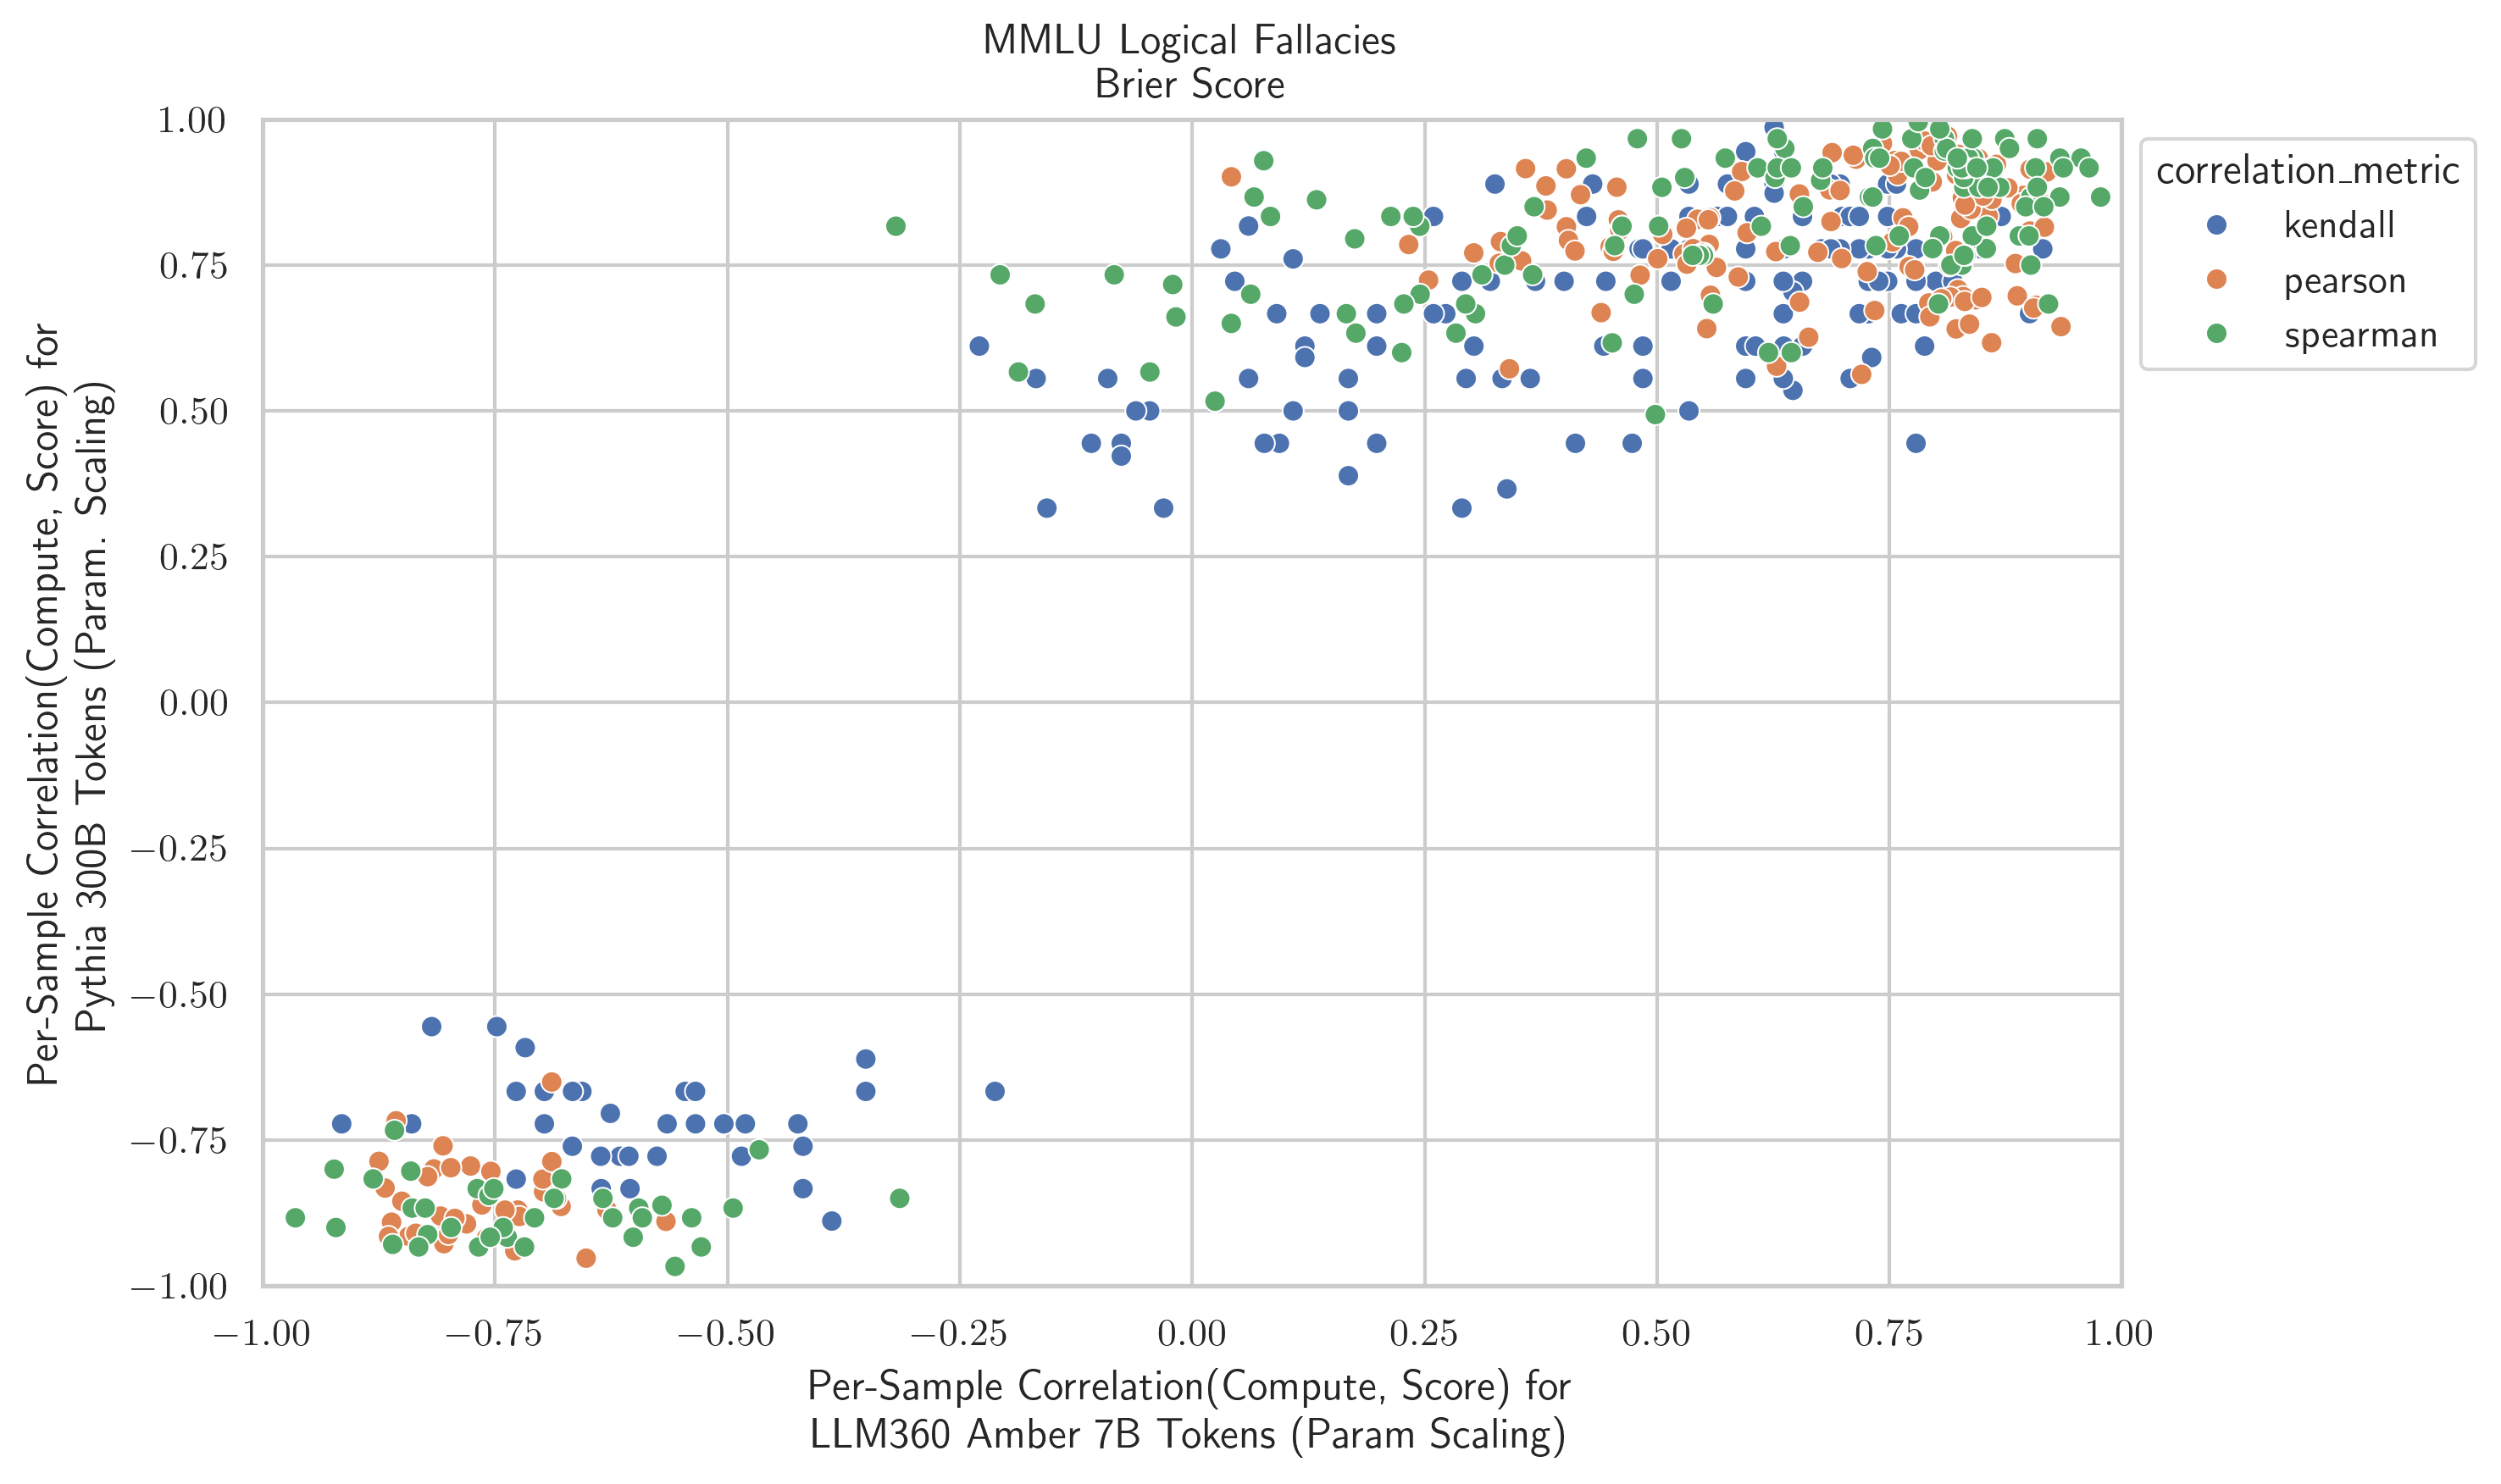 MMLU Logical Fallacies
Brier Score
Per-Sample Correlation(Compute, Score) for
Pythia 300B Tokens (Param. Scaling)
1.00
0.75
0.50
0.25
0.00
−0.25
−0.50
−0.75
−1.00
−1.00 −0.75 −0.50 −0.25 0.00 0.25 0.50 0.75 1.00
Per-Sample Correlation(Compute, Score) for
LLM360 Amber 7B Tokens (Param Scaling)
correlation_metric
kendall
pearson
spearman